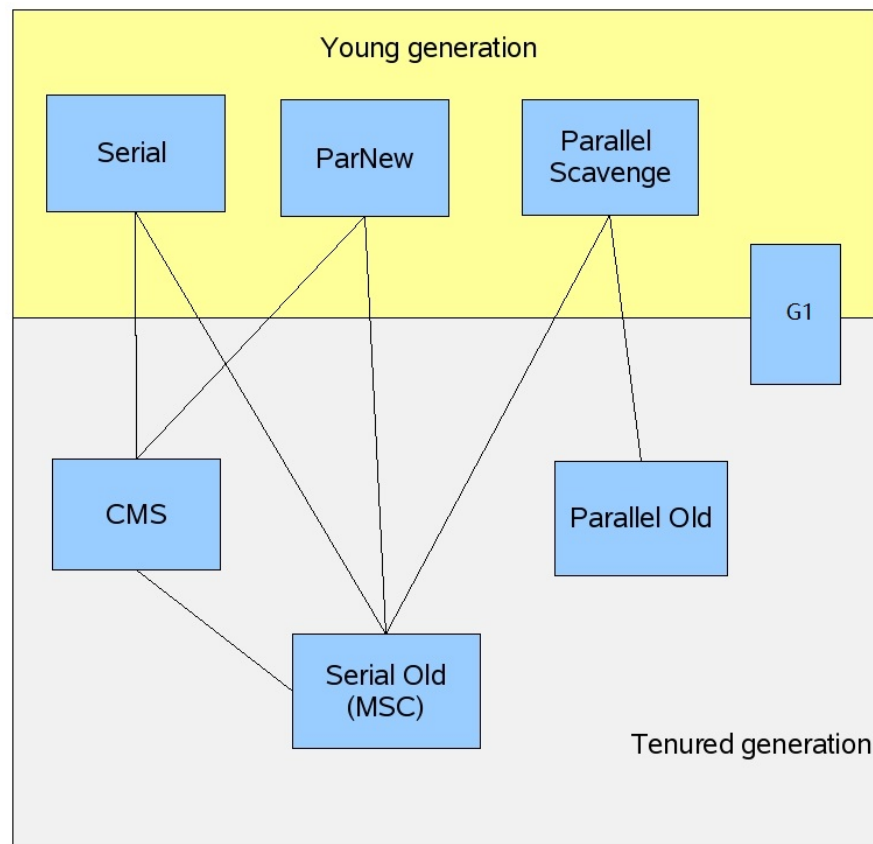 Young generation
Serial
ParNew
Parallel
Scavenge
G1
CMS
Parallel Old
Serial Old
(MSC)
Tenured generation